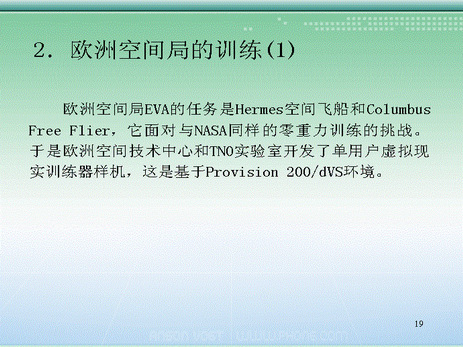 2. 欧洲空间局的训练(1)
欧洲空间局EVA的任务是Hermes空间飞船和Columbus
Free Flier，它面对与NASA同样的零重力训练的挑战。
于是欧洲空间技术中心和TNO实验室开发了单用户虚拟现
实训练器样机，这是基于Provision 200/dVS环境。
19